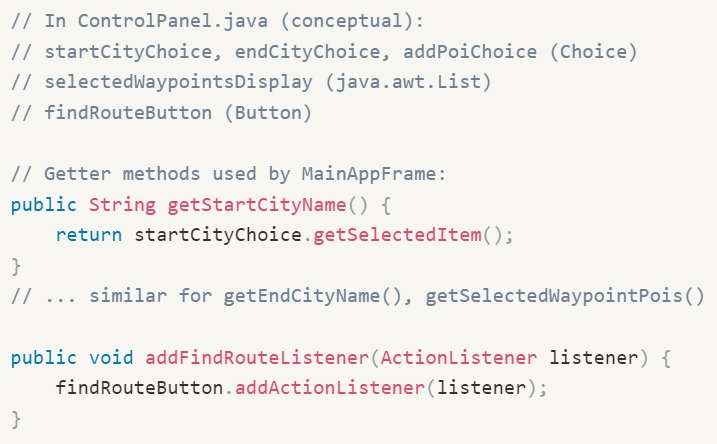 // In ControlPanel.java (conceptual):
// startCityChoice, endCityChoice, addPoiChoice (Choice)
// selectedWaypointsDisplay (java.awt.List)
// findRouteButton (Button)

// Getter methods used by MainAppFrame:
public String getStartCityName() {
    return startCityChoice.getSelectedItem();
}
// ... similar for getEndCityName(), getSelectedWaypointPois()

public void addFindRouteListener(ActionListener listener) {
    findRouteButton.addActionListener(listener);
}